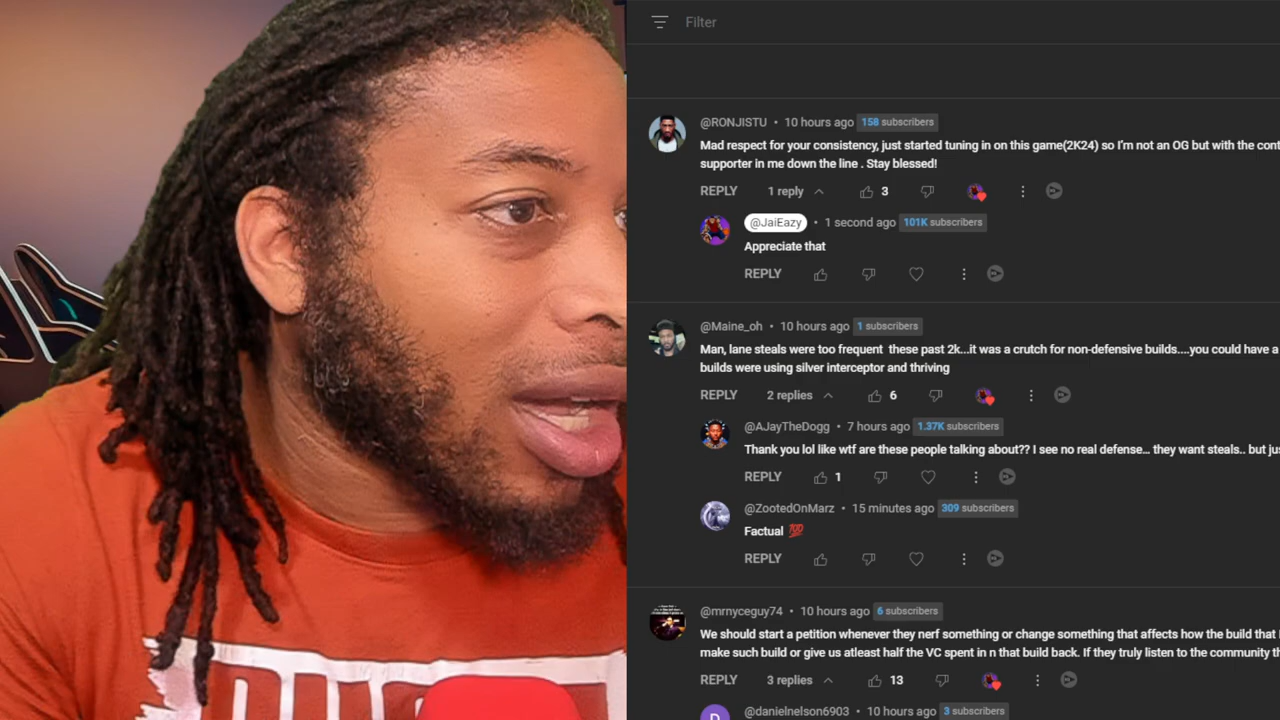 Filter
@RONJISTU • 10 hours ago 158 subscribers
Mad respect for your consistency, just started tuning in on this game(2K24) so I'm not an OG but with the
supporter in me down the line . Stay blessed!
REPLY 1 reply 3
@JaiEazy • 1 second ago 101K subscribers
Appreciate that
REPLY
@Maine_oh • 10 hours ago 1 subscribers
Man, lane steals were too frequent these past 2k...it was a crutch for non-defensive builds....you could have a
builds were using silver interceptor and thriving
REPLY 2 replies 6
@AJayTheDogg • 7 hours ago 1.37K subscribers
Thank you lol like wtf are these people talking about?? I see no real defense… they want steals.. but
REPLY 1
@ZootedOnMarz • 15 minutes ago 309 subscribers
Factual 💯
REPLY
@mrnyceguy74 • 10 hours ago 6 subscribers
We should start a petition whenever they nerf something or change something that affects how the build that
make such build or give us atleast half the VC spent in n that build back. If they truly listen to the community
REPLY 3 replies 13
D @danielnelson6903 • 10 hours ago 3 subscribers